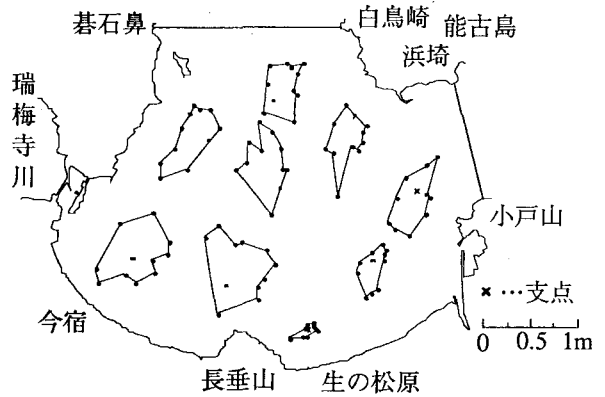 碁石鼻
白鳥崎
能古島
浜埼
瑞梅寺川
小戸山
×…支点
0 0.5 1m
今宿
長垂山
生の松原